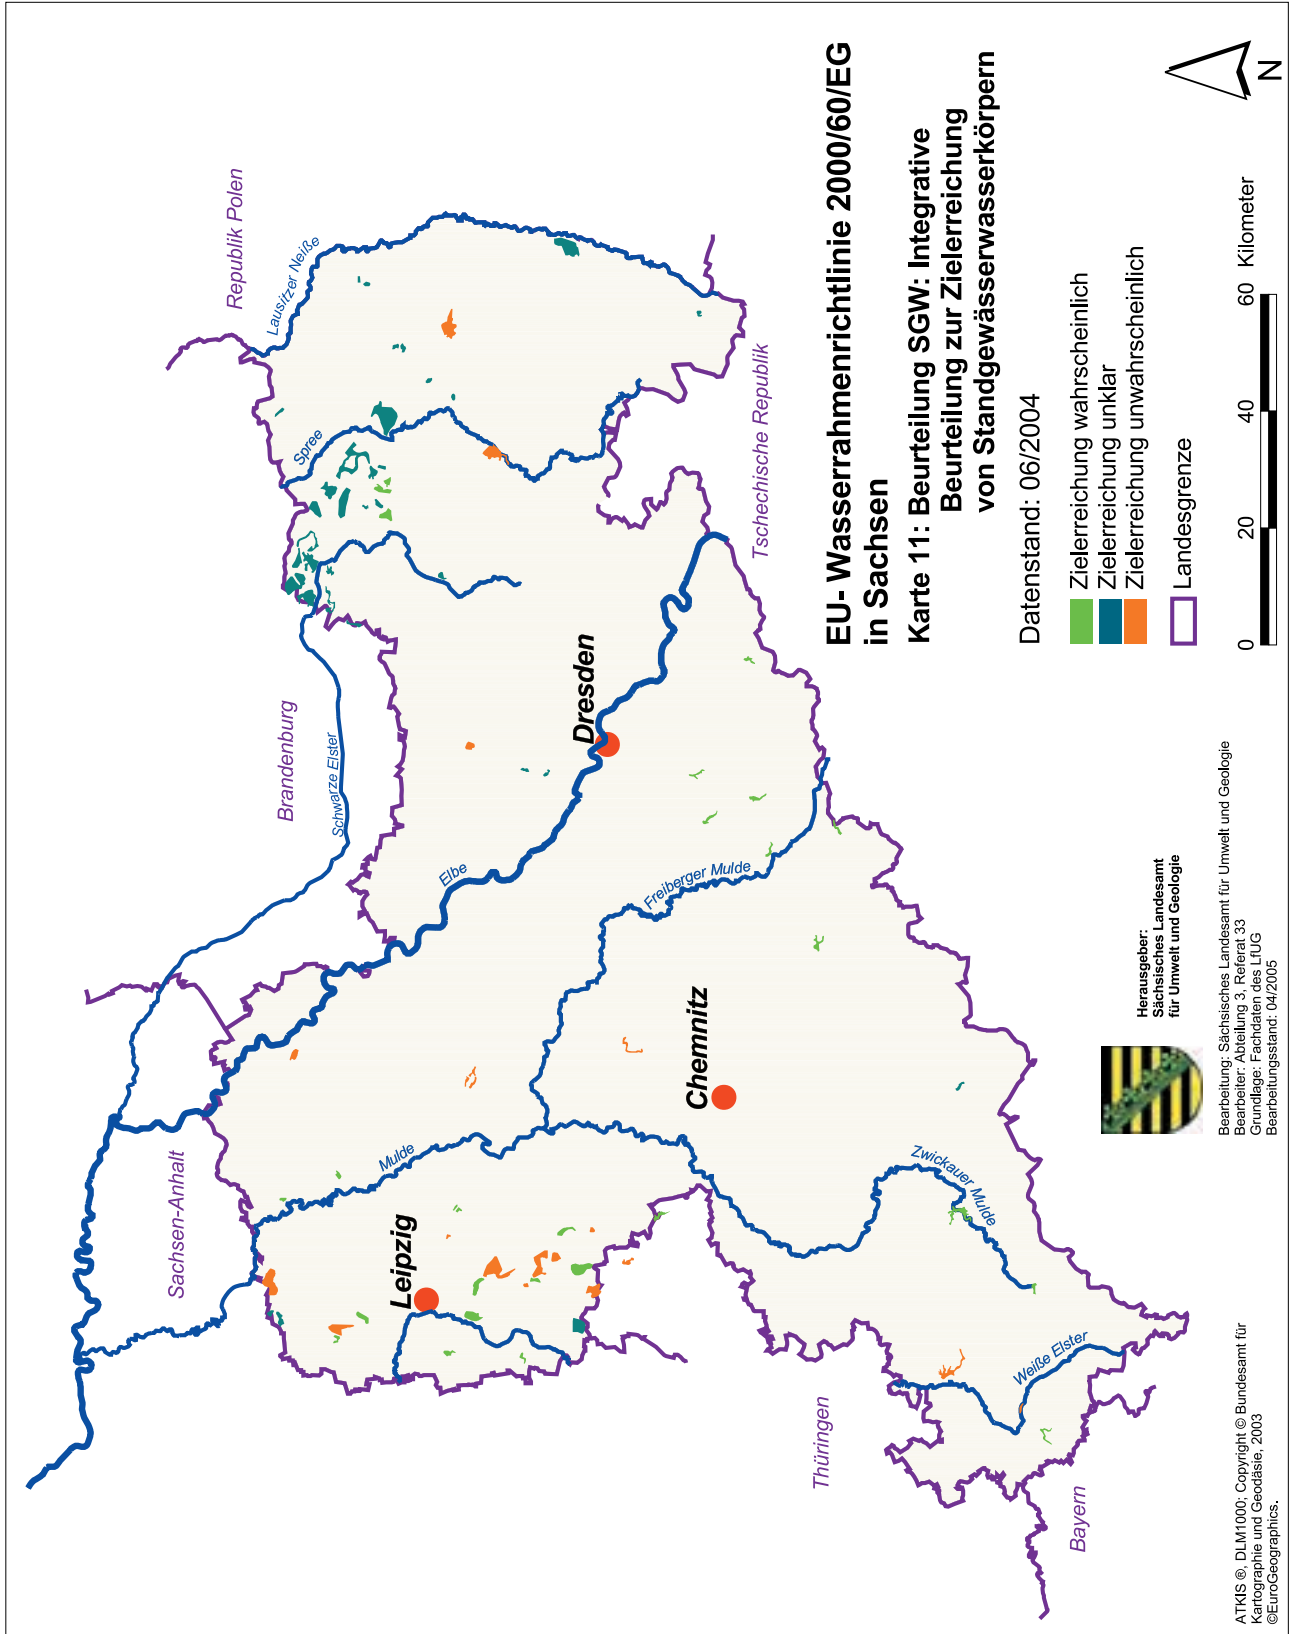 EU- Wasserrahmenrichtlinie 2000/60/EG
in Sachsen
Karte 11: Beurteilung SGW: Integrative
Beurteilung zur Zielerreichung
von Standgewässerwasserkörpern
Datenstand: 06/2004
Zielerreichung wahrscheinlich
Zielerreichung unklar
Zielerreichung unwahrscheinlich
Landesgrenze
0 20 40 60 Kilometer
N
Republik Polen
Lausitzer Neiße
Spree
Tschechische Republik
Brandenburg
Schwarze Elster
Dresden
Elbe
Freiberger Mulde
Chemnitz
Sachsen-Anhalt
Mulde
Zwickauer Mulde
Leipzig
Weiße Elster
Thüringen
Bayern
Herausgeber:
Sächsisches Landesamt
für Umwelt und Geologie
Bearbeitung: Sächsisches Landesamt für Umwelt und Geologie
Bearbeiter: Abteilung 3, Referat 33
Grundlage: Fachdaten des LfUG
Bearbeitungsstand: 04/2005
ATKIS ®, DLM1000; Copyright © Bundesamt für
Kartographie und Geodäsie, 2003
©EuroGeographics.